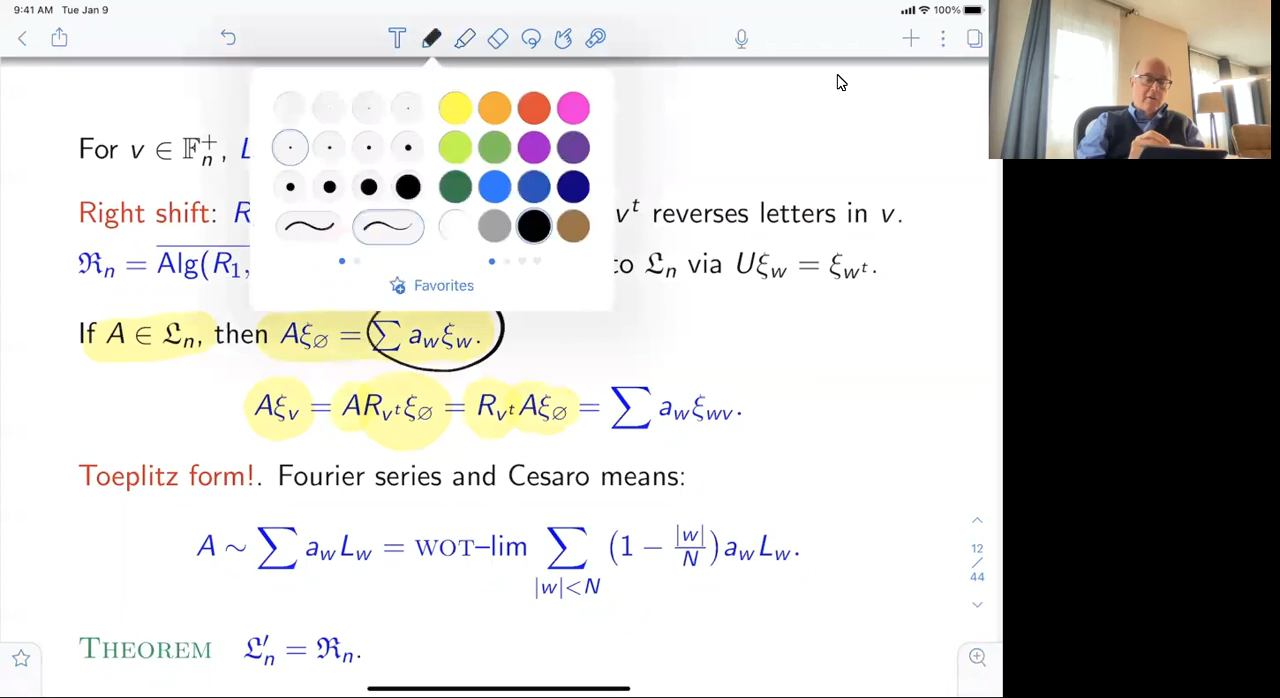 9:41 AM Tue Jan 9
100%
T
For v ∈ 𝔽ₙ⁺, L
Right shift: R vᵗ reverses letters in v.
ℜₙ = Alg(R₁, to 𝔏ₙ via Uξ_w = ξ_{wᵗ}.
Favorites
If A ∈ 𝔏ₙ, then Aξ_∅ = ∑ a_w ξ_w.
Aξ_v = AR_{vᵗ}ξ_∅ = R_{vᵗ}Aξ_∅ = ∑ a_w ξ_{wv}.
Toeplitz form!. Fourier series and Cesaro means:
A ∼ ∑ a_w L_w = WOT–lim ∑_{|w|<N} (1 − |w|/N) a_w L_w.
12
/
44
THEOREM 𝔏ₙ′ = ℜₙ.